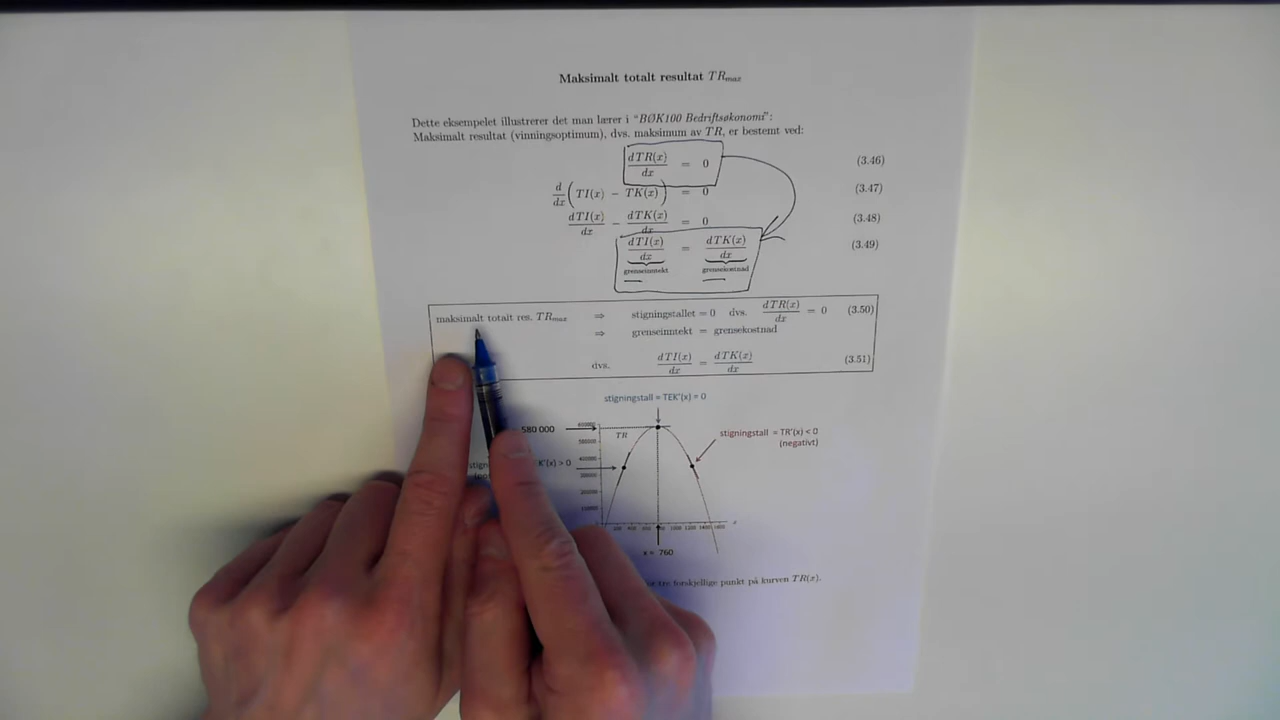 Maksimalt totalt resultat TRmax
Dette eksempelet illustrerer det man lærer i “BØK100 Bedriftsøkonomi”:
Maksimalt resultat (vinningsoptimum), dvs. maksimum av TR, er bestemt ved:
dTR(x)/dx = 0 (3.46)
d/dx ( TI(x) − TK(x) ) = 0 (3.47)
dTI(x)/dx − dTK(x)/dx = 0 (3.48)
dTI(x)/dx = dTK(x)/dx (3.49)
grenseinntekt grensekostnad
maksimalt totalt res. TRmax ⇒ stigningstallet = 0 dvs. dTR(x)/dx = 0 (3.50)
⇒ grenseinntekt = grensekostnad
dvs. dTI(x)/dx = dTK(x)/dx (3.51)
stigningstall = TEK'(x) = 0
580 000
TR
stigningstall = TR'(x) < 0
(negativt)
K'(x) > 0
x = 760
tre forskjellige punkt på kurven TR(x).